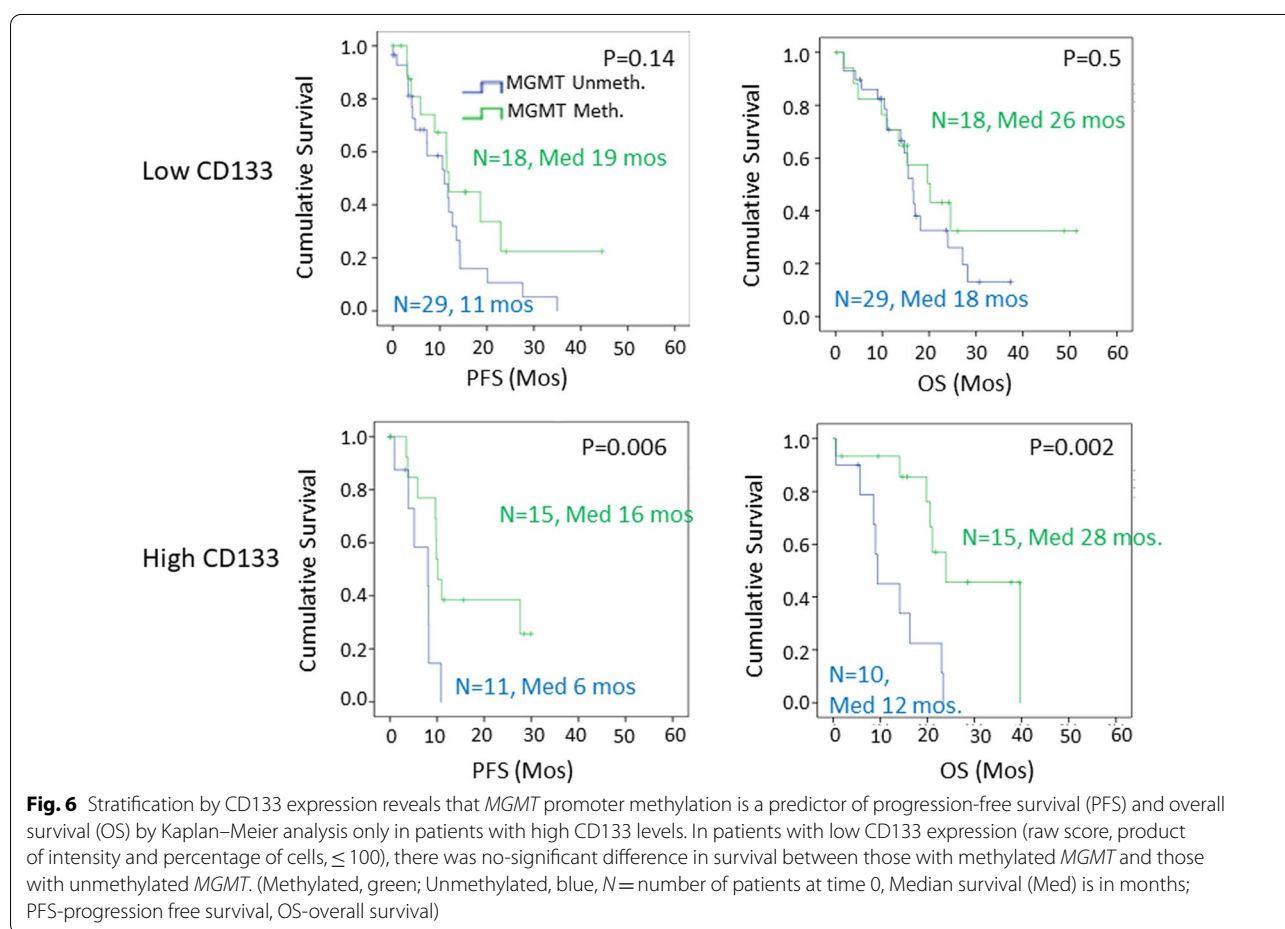 P=0.14
MGMT Unmeth.
MGMT Meth.
N=18, Med 19 mos
N=29, 11 mos
Cumulative Survival
1.0
0.8
0.6
0.4
0.2
0.0
0 10 20 30 40 50 60
PFS (Mos)
Low CD133
P=0.5
N=18, Med 26 mos
N=29, Med 18 mos
Cumulative Survival
1.0
0.8
0.6
0.4
0.2
0.0
0 10 20 30 40 50 60
OS (Mos)
High CD133
P=0.006
N=15, Med 16 mos
N=11, Med 6 mos
Cumulative Survival
1.0
0.8
0.6
0.4
0.2
0.0
0 10 20 30 40 50 60
PFS (Mos)
P=0.002
N=15, Med 28 mos.
N=10,
Med 12 mos.
Cumulative Survival
1.0
0.8
0.6
0.4
0.2
0.0
0 10 20 30 40 50 60
OS (Mos)
Fig. 6 Stratification by CD133 expression reveals that MGMT promoter methylation is a predictor of progression-free survival (PFS) and overall
survival (OS) by Kaplan–Meier analysis only in patients with high CD133 levels. In patients with low CD133 expression (raw score, product
of intensity and percentage of cells, ≤ 100), there was no-significant difference in survival between those with methylated MGMT and those
with unmethylated MGMT. (Methylated, green; Unmethylated, blue, N = number of patients at time 0, Median survival (Med) is in months;
PFS-progression free survival, OS-overall survival)